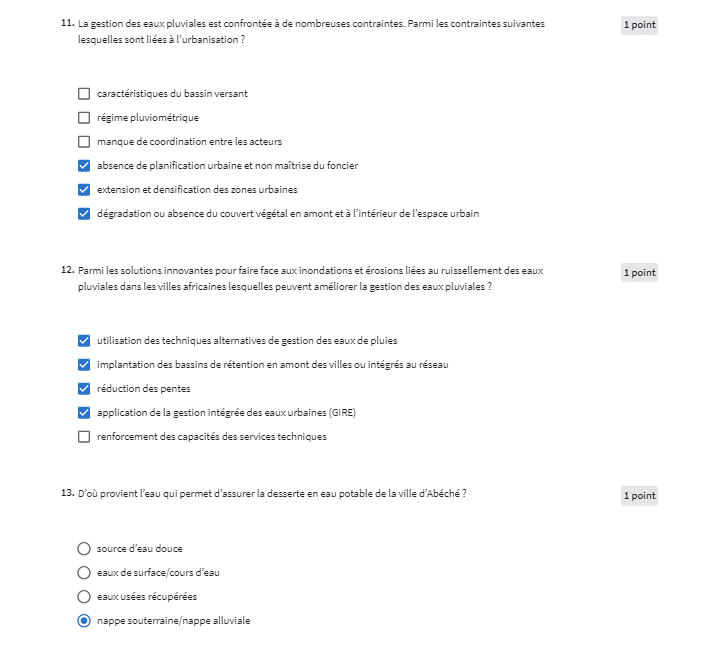 11. La gestion des eaux pluviales est confrontée à de nombreuses contraintes. Parmi les contraintes suivantes
1 point
lesquelles sont liées à l'urbanisation ?
caractéristiques du bassin versant
régime pluviométrique
manque de coordination entre les acteurs
absence de planification urbaine et non maîtrise du foncier
extension et densification des zones urbaines
dégradation ou absence du couvert végétal en amont et à l'intérieur de l'espace urbain
12. Parmi les solutions innovantes pour faire face aux inondations et érosions liées au ruissellement des eaux
1 point
pluviales dans les villes africaines lesquelles peuvent améliorer la gestion des eaux pluviales ?
utilisation des techniques alternatives de gestion des eaux de pluies
implantation des bassins de rétention en amont des villes ou intégrés au réseau
réduction des pentes
application de la gestion intégrée des eaux urbaines (GIRE)
renforcement des capacités des services techniques
13. D'où provient l'eau qui permet d'assurer la desserte en eau potable de la ville d'Abéché ?
1 point
source d'eau douce
eaux de surface/cours d'eau
eaux usées récupérées
nappe souterraine/nappe alluviale